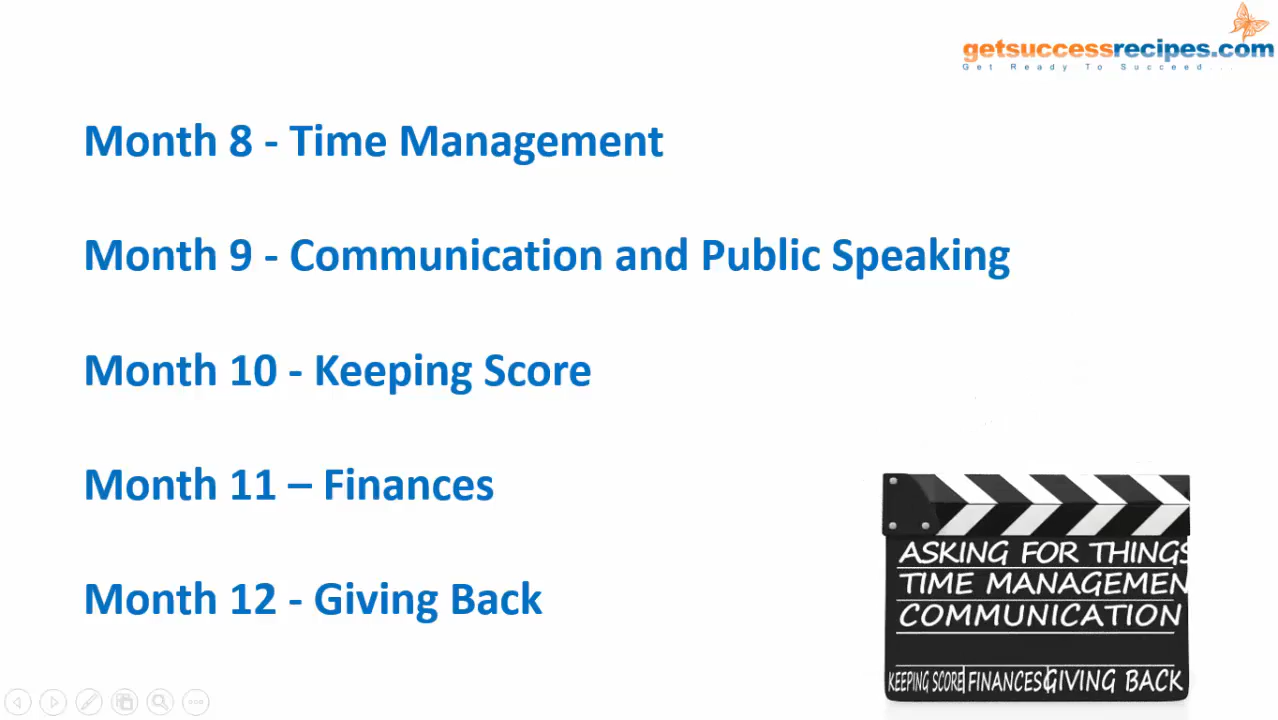 getsuccessrecipes.com
Get Ready To Succeed...
Month 8 - Time Management
Month 9 - Communication and Public Speaking
Month 10 - Keeping Score
Month 11 – Finances
Month 12 - Giving Back
ASKING FOR THINGS
TIME MANAGEMEN
COMMUNICATION
KEEPING SCORE FINANCES GIVING BACK